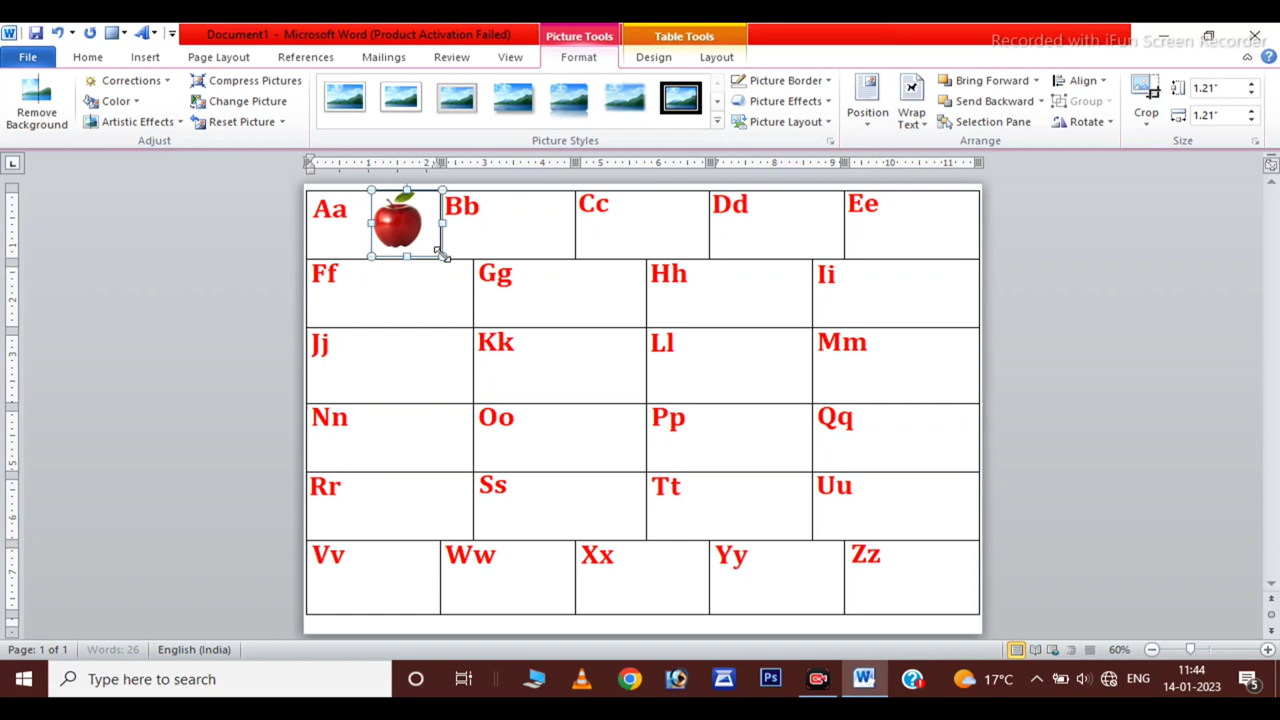 Document1 - Microsoft Word (Product Activation Failed)
Picture Tools
Table Tools
Recorded with iFun Screen Recorder
File
Home
Insert
Page Layout
References
Mailings
Review
View
Format
Design
Layout
Remove Background
Corrections
Color
Artistic Effects
Compress Pictures
Change Picture
Reset Picture
Adjust
Picture Styles
Picture Border
Picture Effects
Picture Layout
Position
Wrap Text
Bring Forward
Send Backward
Selection Pane
Align
Group
Rotate
Arrange
Crop
1.21"
1.21"
Size
Aa Bb Cc Dd Ee
Ff Gg Hh Ii
Jj Kk Ll Mm
Nn Oo Pp Qq
Rr Ss Tt Uu
Vv Ww Xx Yy Zz
Page: 1 of 1
Words: 26
English (India)
60%
Type here to search
17°C
ENG
11:44
14-01-2023
5